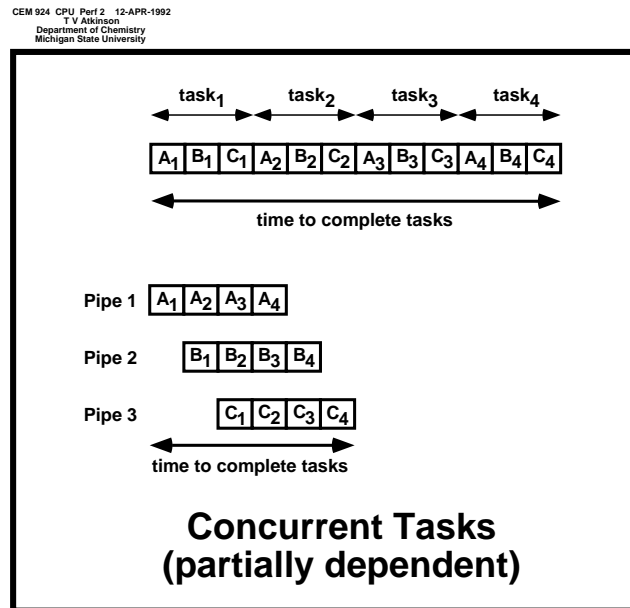 CEM 924 CPU Perf 2 12-APR-1992
T V Atkinson
Department of Chemistry
Michigan State University
task1 task2 task3 task4
A1 B1 C1 A2 B2 C2 A3 B3 C3 A4 B4 C4
time to complete tasks
Pipe 1 A1 A2 A3 A4
Pipe 2 B1 B2 B3 B4
Pipe 3 C1 C2 C3 C4
time to complete tasks
Concurrent Tasks
(partially dependent)